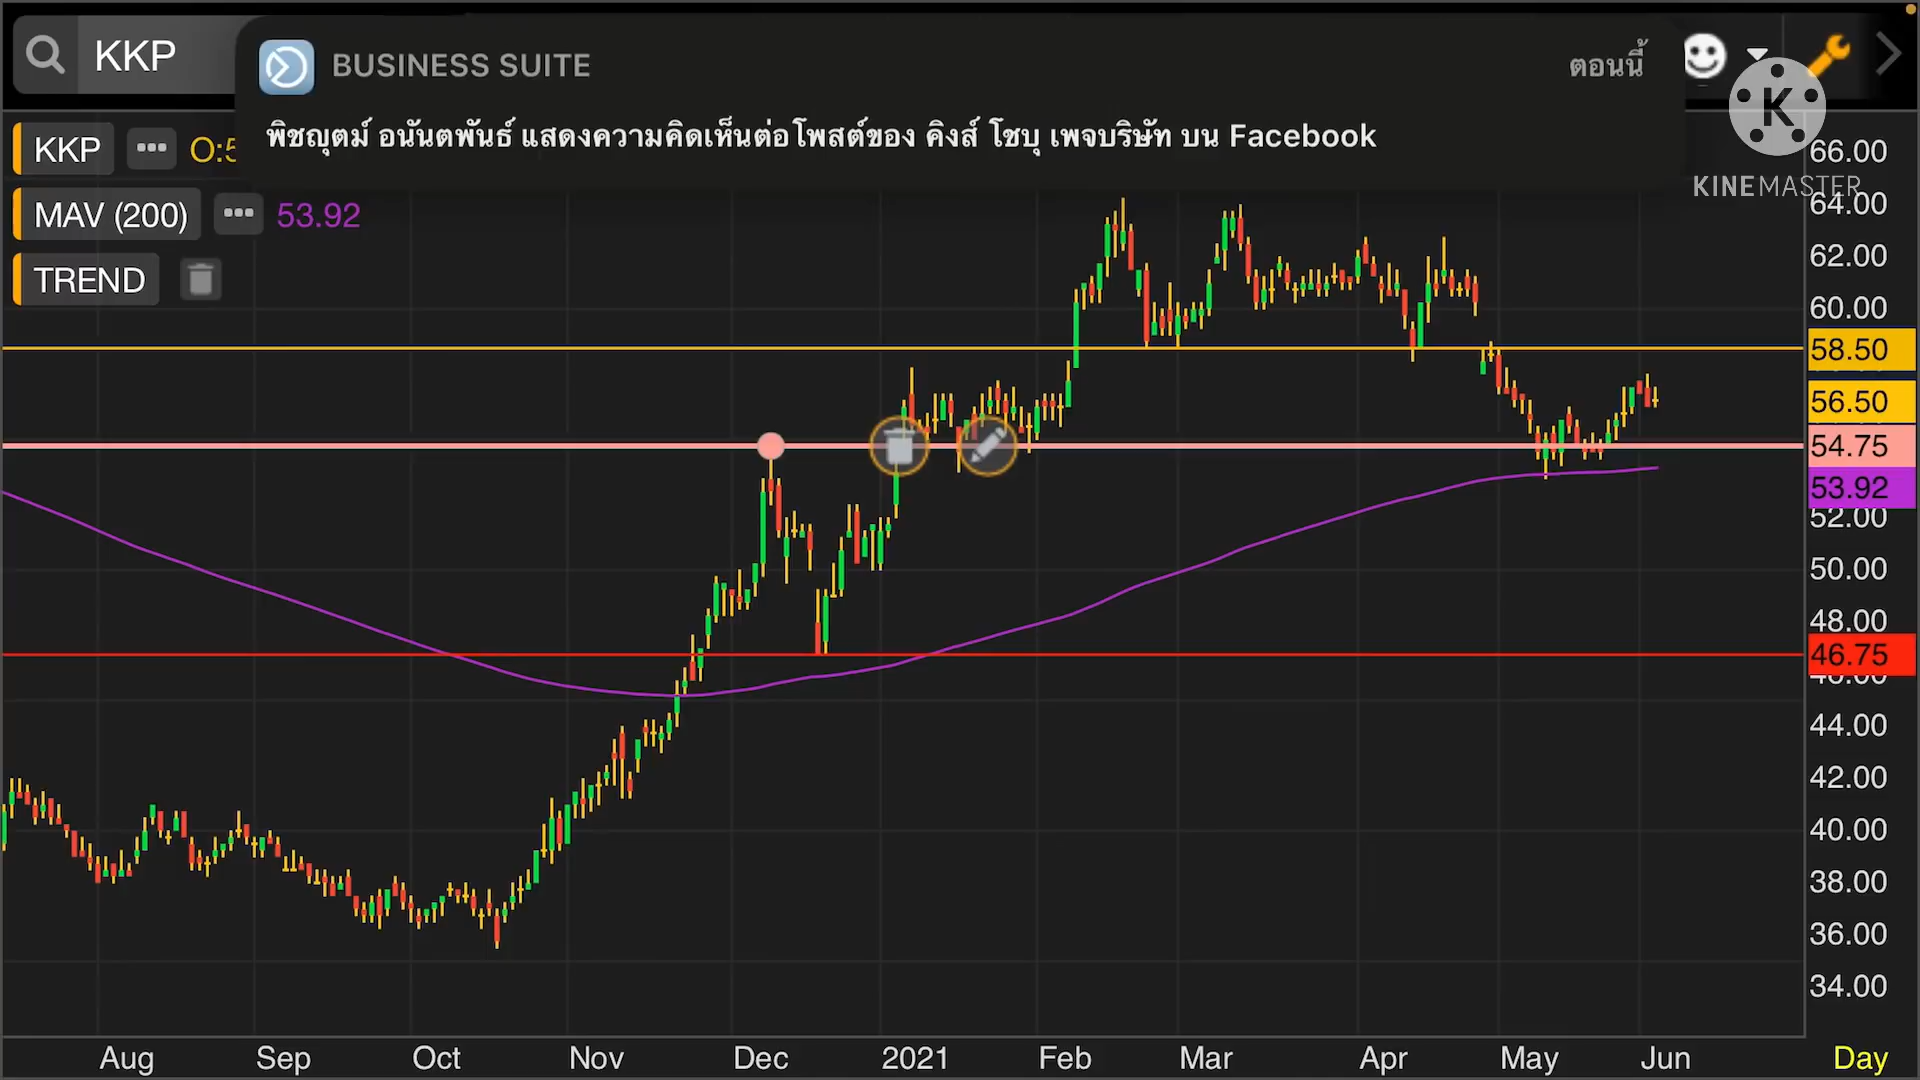 KKP
BUSINESS SUITE
ตอนนี้
พิชญุตม์ อนันตพันธ์ แสดงความคิดเห็นต่อโพสต์ของ คิงส์ โชบุ เพจบริษัท บน Facebook
K
KINEMASTER
KKP
O:5
MAV (200)
53.92
TREND
66.00
64.00
62.00
60.00
58.50
56.50
54.75
53.92
52.00
50.00
48.00
46.75
44.00
42.00
40.00
38.00
36.00
34.00
Aug Sep Oct Nov Dec 2021 Feb Mar Apr May Jun Day